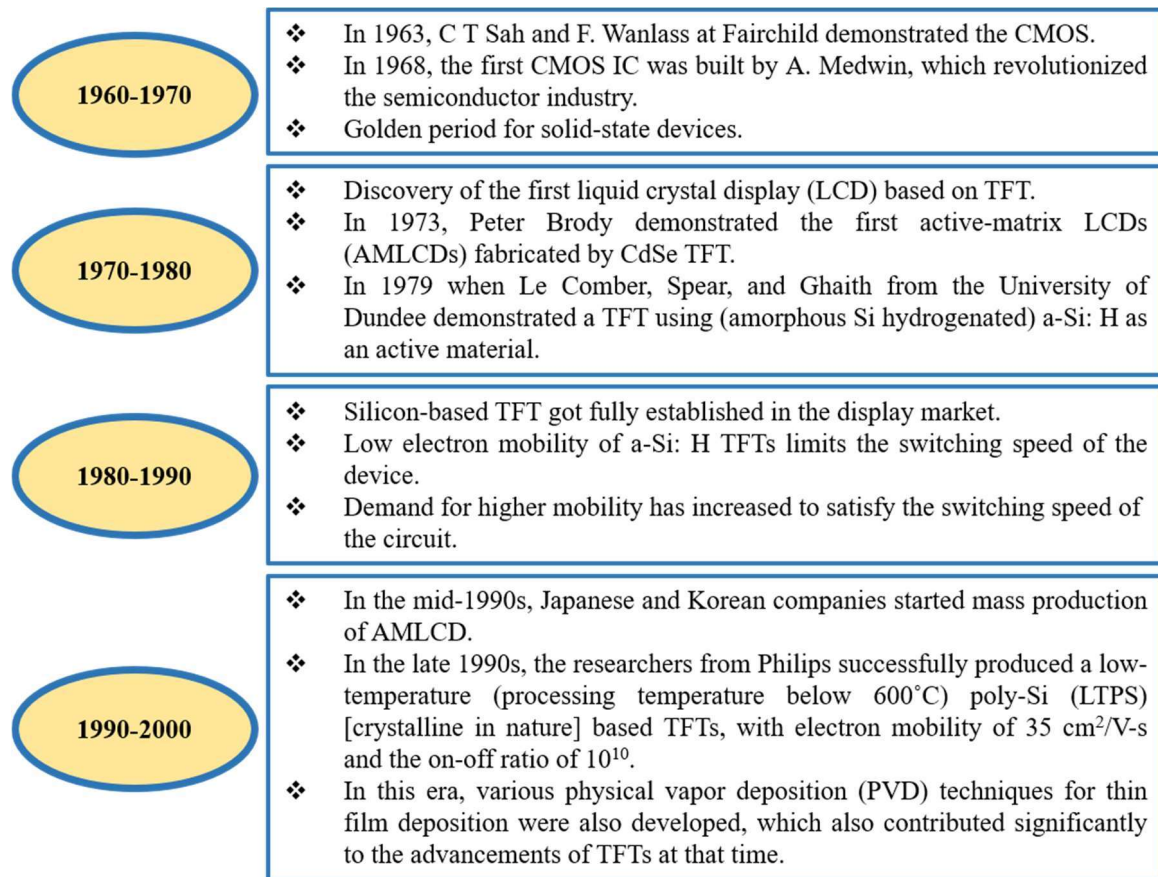 1960-1970
❖ In 1963, C T Sah and F. Wanlass at Fairchild demonstrated the CMOS.
❖ In 1968, the first CMOS IC was built by A. Medwin, which revolutionized
the semiconductor industry.
❖ Golden period for solid-state devices.
1970-1980
❖ Discovery of the first liquid crystal display (LCD) based on TFT.
❖ In 1973, Peter Brody demonstrated the first active-matrix LCDs
(AMLCDs) fabricated by CdSe TFT.
❖ In 1979 when Le Comber, Spear, and Ghaith from the University of
Dundee demonstrated a TFT using (amorphous Si hydrogenated) a-Si: H as
an active material.
1980-1990
❖ Silicon-based TFT got fully established in the display market.
❖ Low electron mobility of a-Si: H TFTs limits the switching speed of the
device.
❖ Demand for higher mobility has increased to satisfy the switching speed of
the circuit.
1990-2000
❖ In the mid-1990s, Japanese and Korean companies started mass production
of AMLCD.
❖ In the late 1990s, the researchers from Philips successfully produced a low-
temperature (processing temperature below 600˚C) poly-Si (LTPS)
[crystalline in nature] based TFTs, with electron mobility of 35 cm²/V-s
and the on-off ratio of 10¹⁰.
❖ In this era, various physical vapor deposition (PVD) techniques for thin
film deposition were also developed, which also contributed significantly
to the advancements of TFTs at that time.